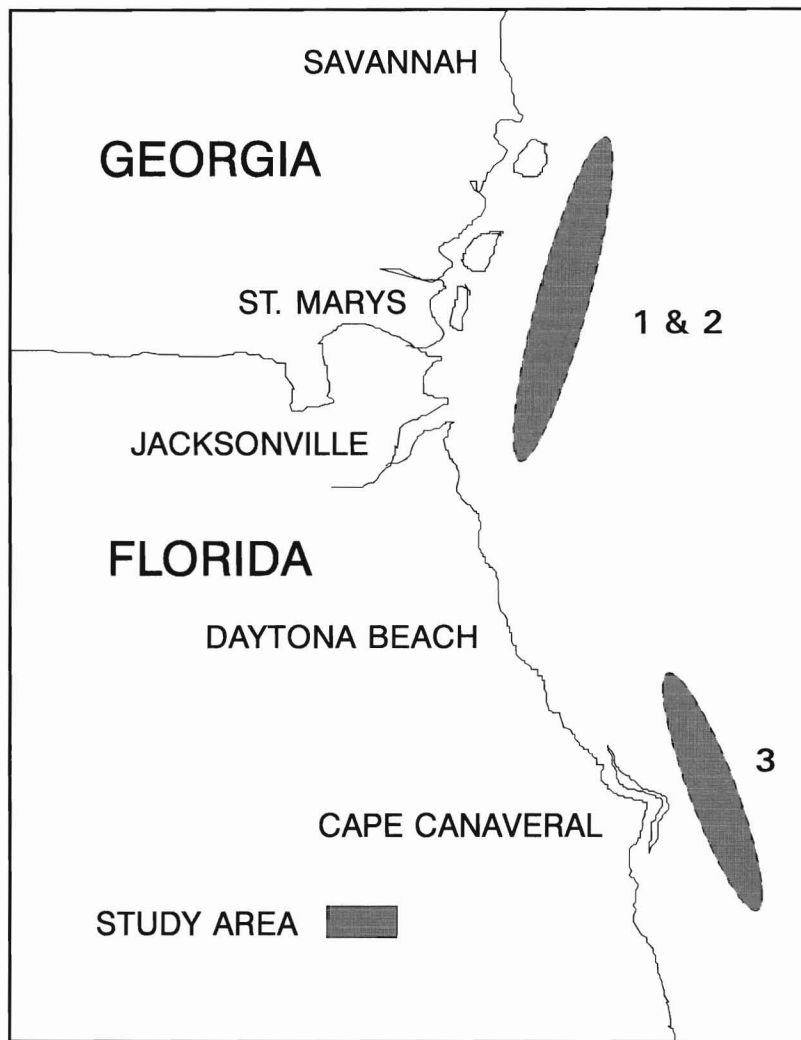 SAVANNAH
GEORGIA
ST. MARYS
1 & 2
JACKSONVILLE
FLORIDA
DAYTONA BEACH
3
CAPE CANAVERAL
STUDY AREA